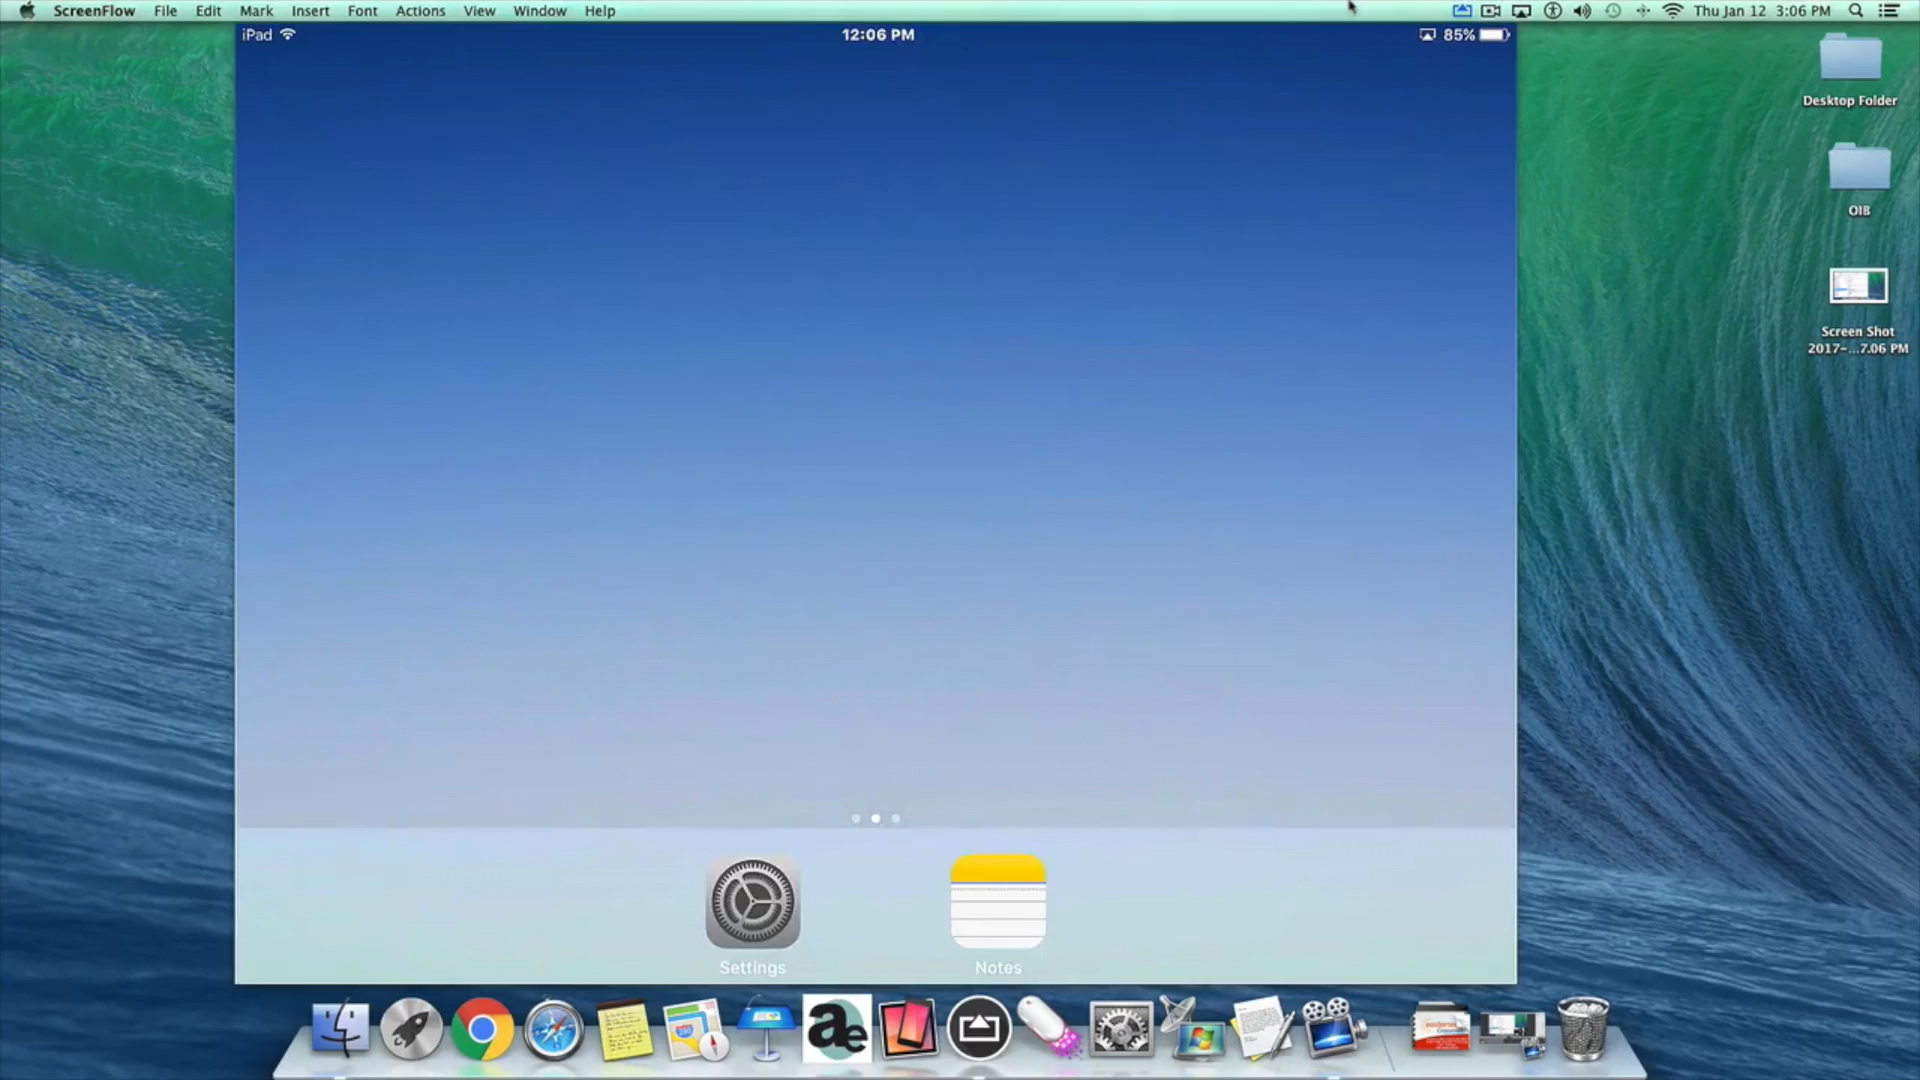 ScreenFlow File Edit Mark Insert Font Actions View Window Help Thu Jan 12 3:06 PM
iPad 12:06 PM 85%
Desktop Folder
OIB
Screen Shot
2017-...7.06 PM
Settings Notes
ae